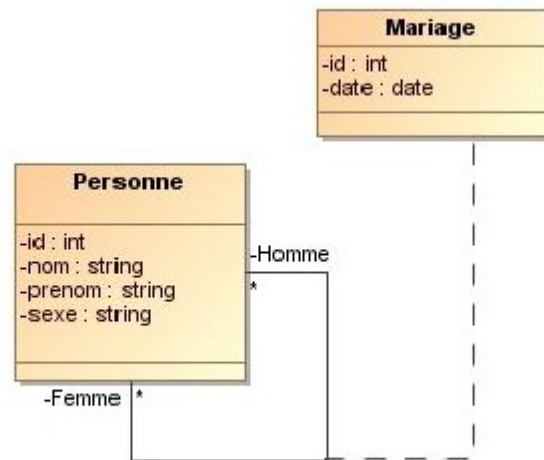 Mariage
-id : int
-date : date
Personne
-id : int
-nom : string
-prenom : string
-sexe : string
-Homme
*
-Femme *